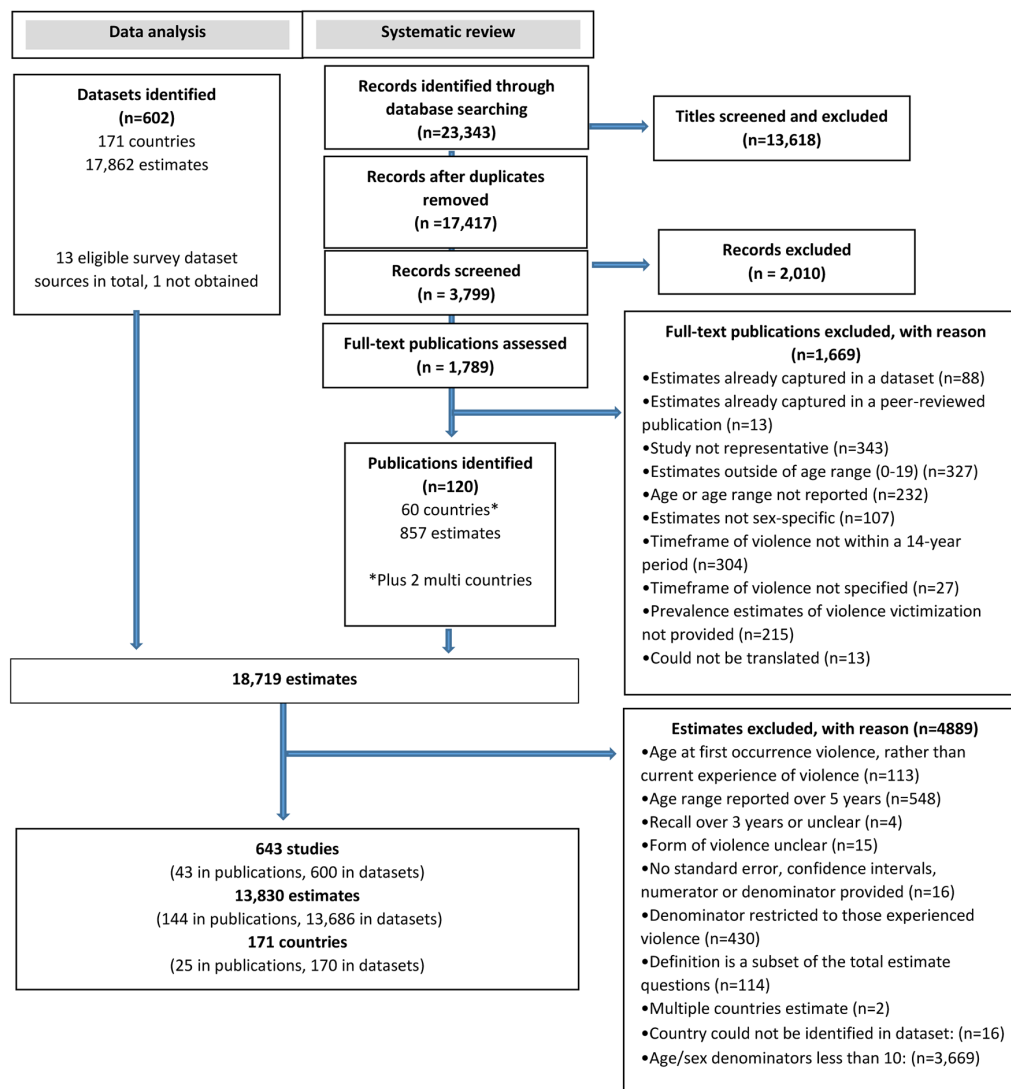 Data analysis
Systematic review
Datasets identified
(n=602)
171 countries
17,862 estimates
13 eligible survey dataset
sources in total, 1 not obtained
Records identified through
database searching
(n=23,343)
Titles screened and excluded
(n=13,618)
Records after duplicates
removed
(n =17,417)
Records screened
(n = 3,799)
Records excluded
(n = 2,010)
Full-text publications assessed
(n = 1,789)
Full-text publications excluded, with reason
(n=1,669)
•Estimates already captured in a dataset (n=88)
•Estimates already captured in a peer-reviewed
publication (n=13)
•Study not representative (n=343)
•Estimates outside of age range (0-19) (n=327)
•Age or age range not reported (n=232)
•Estimates not sex-specific (n=107)
•Timeframe of violence not within a 14-year
period (n=304)
•Timeframe of violence not specified (n=27)
•Prevalence estimates of violence victimization
not provided (n=215)
•Could not be translated (n=13)
Publications identified
(n=120)
60 countries*
857 estimates
*Plus 2 multi countries
18,719 estimates
Estimates excluded, with reason (n=4889)
•Age at first occurrence violence, rather than
current experience of violence (n=113)
•Age range reported over 5 years (n=548)
•Recall over 3 years or unclear (n=4)
•Form of violence unclear (n=15)
•No standard error, confidence intervals,
numerator or denominator provided (n=16)
•Denominator restricted to those experienced
violence (n=430)
•Definition is a subset of the total estimate
questions (n=114)
•Multiple countries estimate (n=2)
•Country could not be identified in dataset: (n=16)
•Age/sex denominators less than 10: (n=3,669)
643 studies
(43 in publications, 600 in datasets)
13,830 estimates
(144 in publications, 13,686 in datasets)
171 countries
(25 in publications, 170 in datasets)